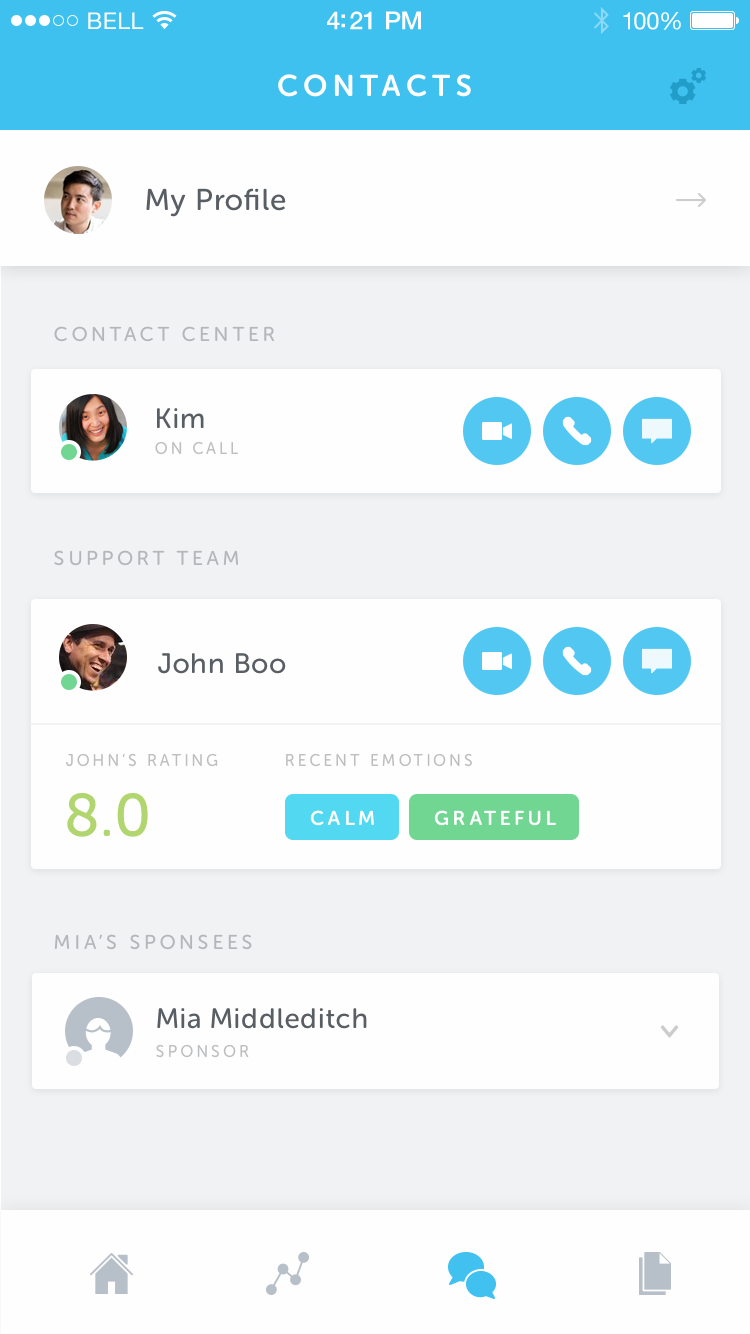 BELL
4:21 PM
100%
CONTACTS
My Profile
CONTACT CENTER
Kim
ON CALL
SUPPORT TEAM
John Boo
JOHN’S RATING
RECENT EMOTIONS
8.0
CALM
GRATEFUL
MIA’S SPONSEES
Mia Middleditch
SPONSOR